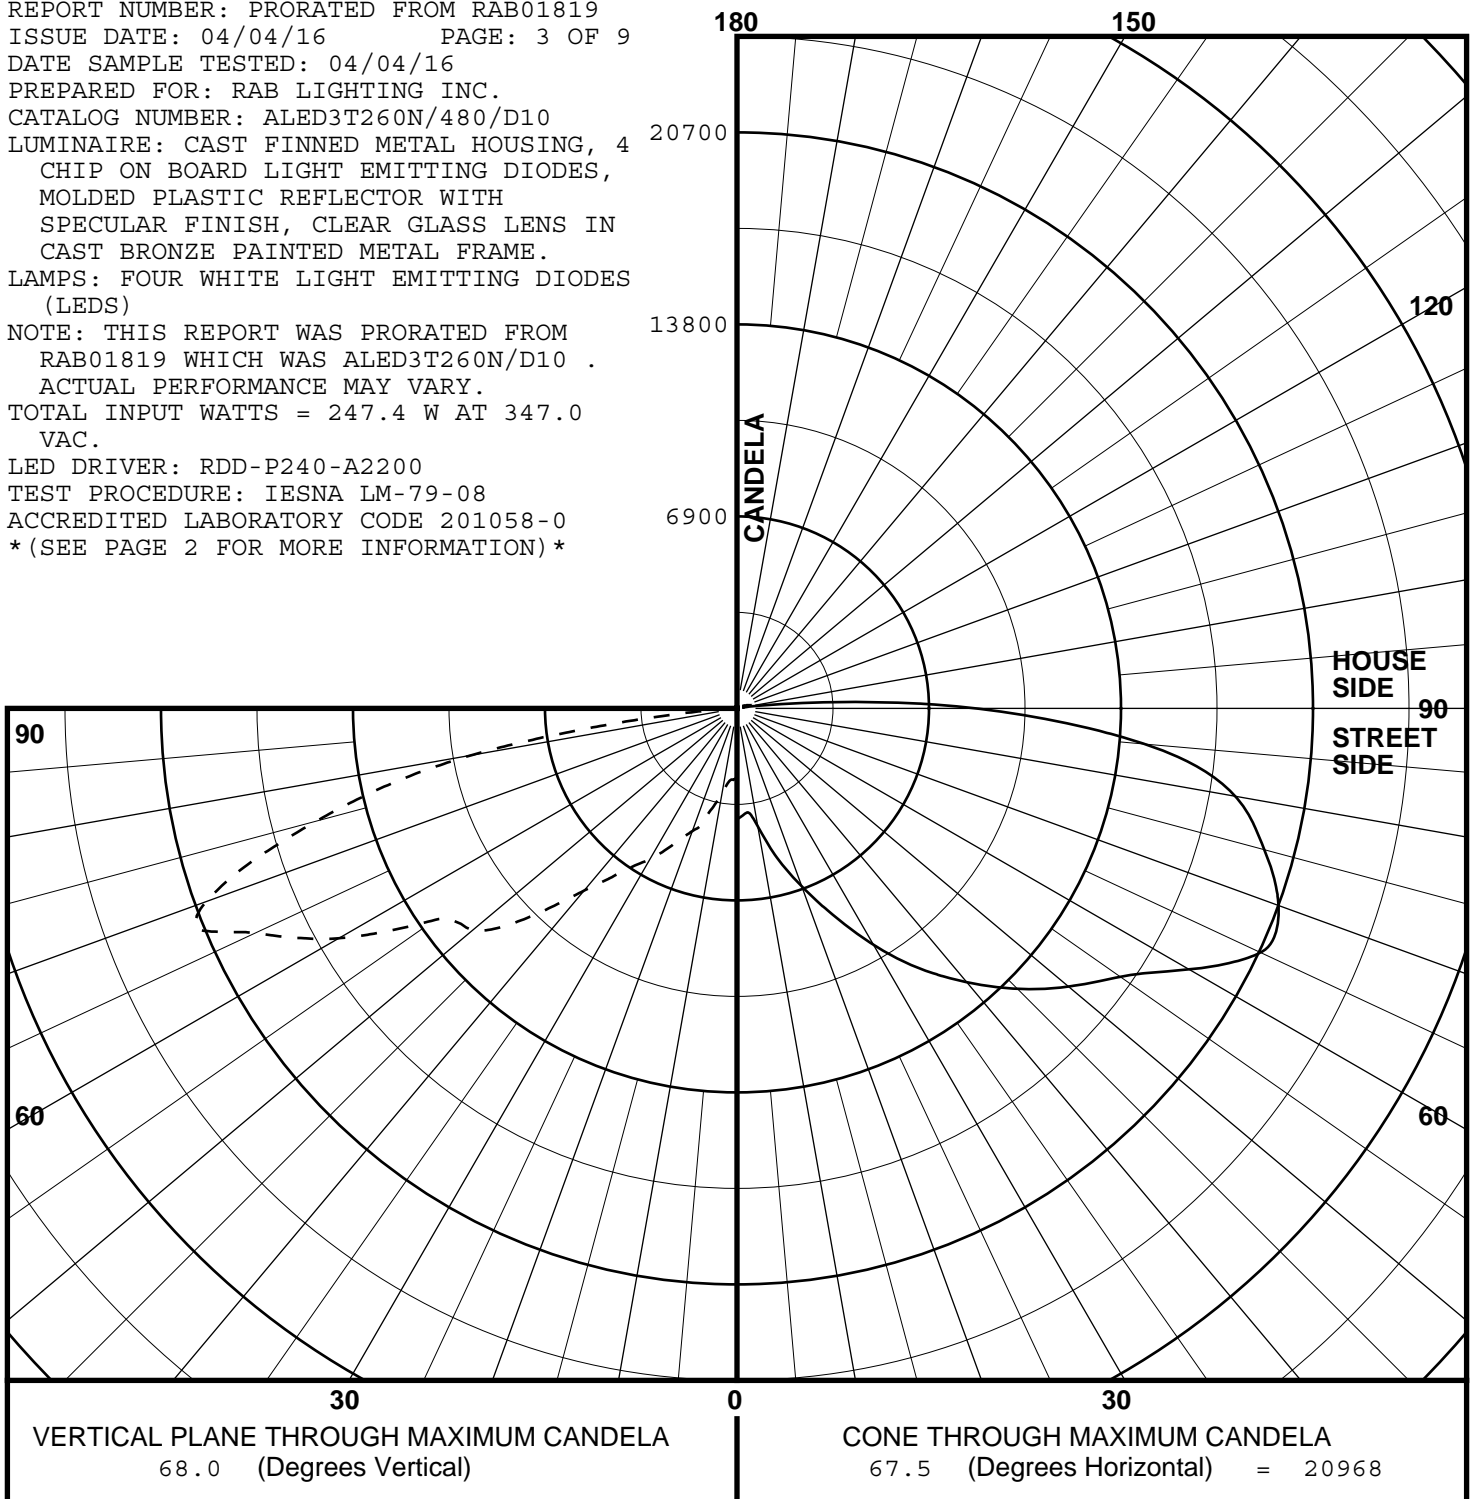 REPORT NUMBER: PRORATED FROM RAB01819
ISSUE DATE: 04/04/16 PAGE: 3 OF 9
DATE SAMPLE TESTED: 04/04/16
PREPARED FOR: RAB LIGHTING INC.
CATALOG NUMBER: ALED3T260N/480/D10
LUMINAIRE: CAST FINNED METAL HOUSING, 4
CHIP ON BOARD LIGHT EMITTING DIODES,
MOLDED PLASTIC REFLECTOR WITH
SPECULAR FINISH, CLEAR GLASS LENS IN
CAST BRONZE PAINTED METAL FRAME.
LAMPS: FOUR WHITE LIGHT EMITTING DIODES
(LEDS)
NOTE: THIS REPORT WAS PRORATED FROM
RAB01819 WHICH WAS ALED3T260N/D10 .
ACTUAL PERFORMANCE MAY VARY.
TOTAL INPUT WATTS = 247.4 W AT 347.0
VAC.
LED DRIVER: RDD-P240-A2200
TEST PROCEDURE: IESNA LM-79-08
ACCREDITED LABORATORY CODE 201058-0
*(SEE PAGE 2 FOR MORE INFORMATION)*
180
150
20700
120
13800
CANDELA
6900
HOUSE
SIDE
90
STREET
SIDE
90
60
60
30
0
30
VERTICAL PLANE THROUGH MAXIMUM CANDELA
68.0 (Degrees Vertical)
CONE THROUGH MAXIMUM CANDELA
67.5 (Degrees Horizontal) = 20968